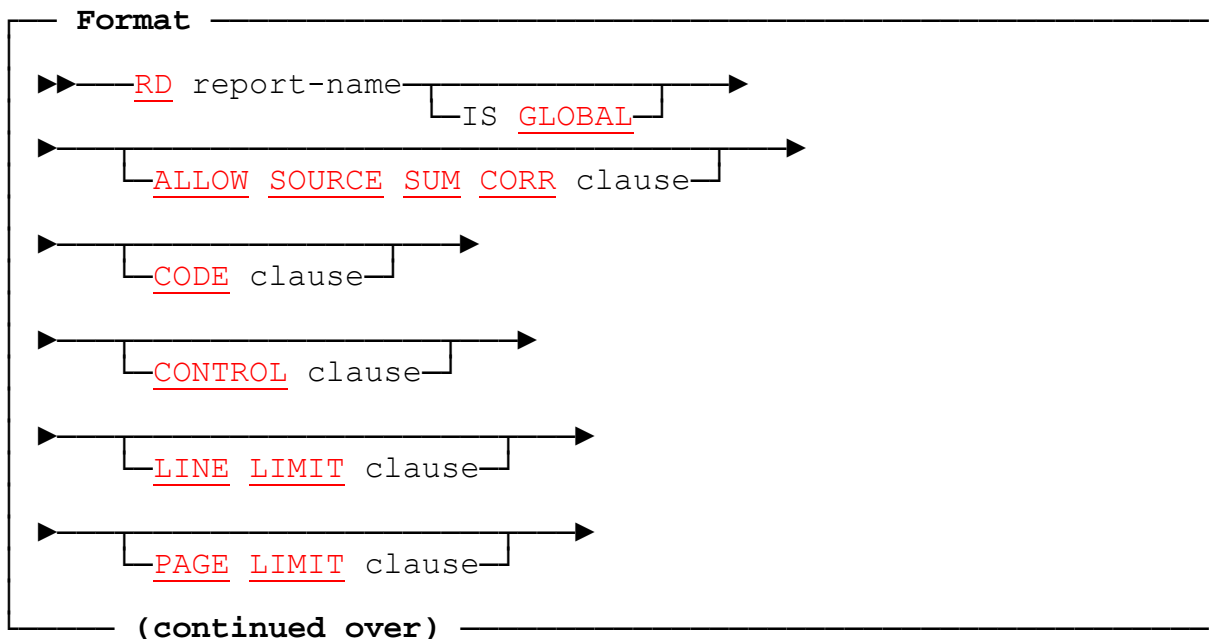 Format
RD report-name
IS GLOBAL
ALLOW SOURCE SUM CORR clause
CODE clause
CONTROL clause
LINE LIMIT clause
PAGE LIMIT clause
(continued over)